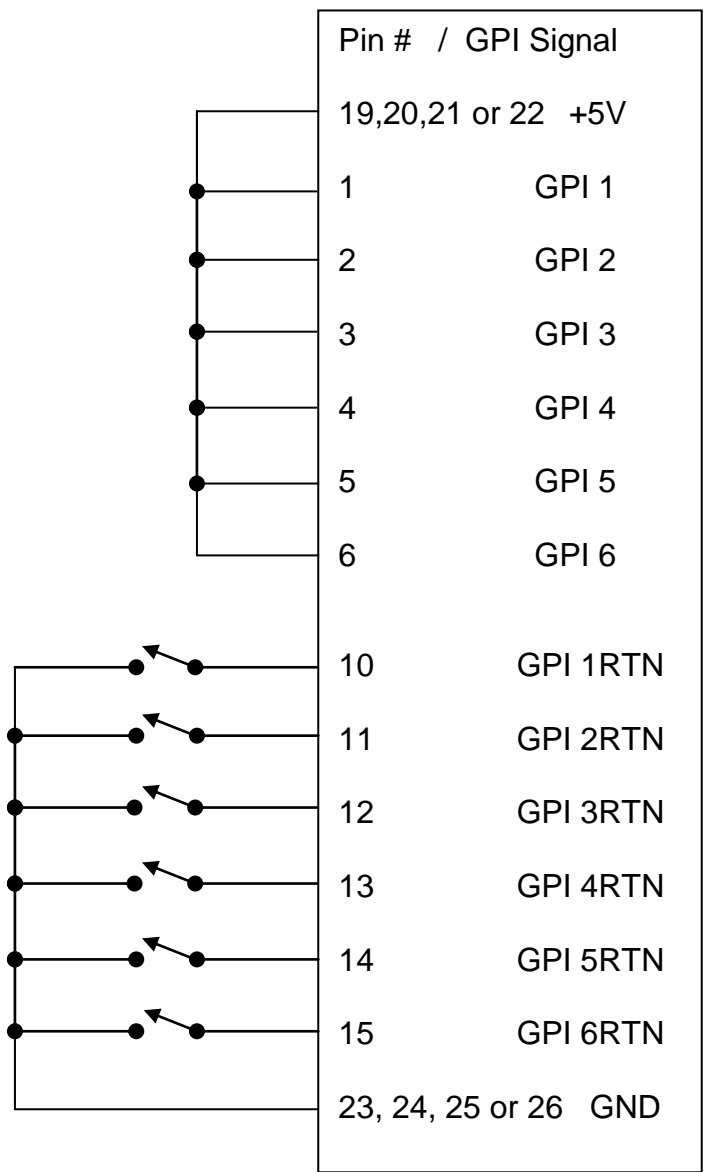 Pin # / GPI Signal
19,20,21 or 22 +5V
1 GPI 1
2 GPI 2
3 GPI 3
4 GPI 4
5 GPI 5
6 GPI 6
10 GPI 1RTN
11 GPI 2RTN
12 GPI 3RTN
13 GPI 4RTN
14 GPI 5RTN
15 GPI 6RTN
23, 24, 25 or 26 GND